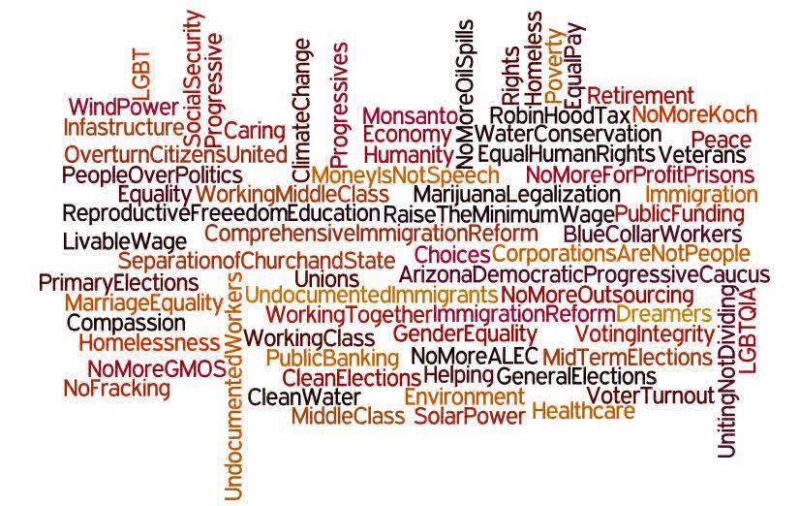 LGBT
SocialSecurity
Progressive
ClimateChange
Progressives
NoMoreOilSpills
Rights
Homeless
Poverty
EqualPay
Retirement
WindPower
Monsanto
RobinHoodTax
NoMoreKoch
Infastructure
Caring
Economy
WaterConservation
Peace
OverturnCitizensUnited
Humanity
EqualHumanRights
Veterans
PeopleOverPolitics
MoneyIsNotSpeech
NoMoreForProfitPrisons
Equality
WorkingMiddleClass
MarijuanaLegalization
Immigration
ReproductiveFreeedomEducation
RaiseTheMinimumWage
PublicFunding
LivableWage
ComprehensiveImmigrationReform
BlueCollarWorkers
SeparationofChurchandState
Choices
CorporationsAreNotPeople
PrimaryElections
Unions
ArizonaDemocraticProgressiveCaucus
MarriageEquality
UndocumentedWorkers
UndocumentedImmigrants
NoMoreOutsourcing
UnitingNotDividing
LGBTQIA
Compassion
WorkingTogether
ImmigrationReform
Dreamers
Homelessness
WorkingClass
GenderEquality
VotingIntegrity
NoMoreGMOS
PublicBanking
NoMoreALEC
MidTermElections
NoFracking
CleanElections
Helping
GeneralElections
CleanWater
Environment
VoterTurnout
MiddleClass
SolarPower
Healthcare